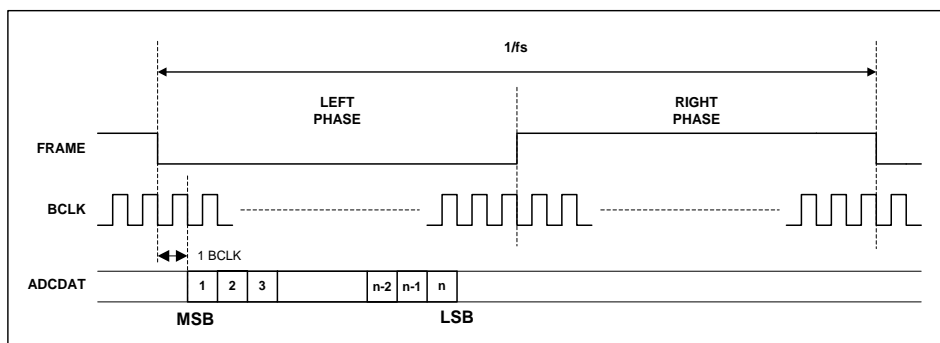 1/fs
LEFT
PHASE
RIGHT
PHASE
FRAME
BCLK
1 BCLK
ADCDAT
1 2 3 n-2 n-1 n
MSB LSB